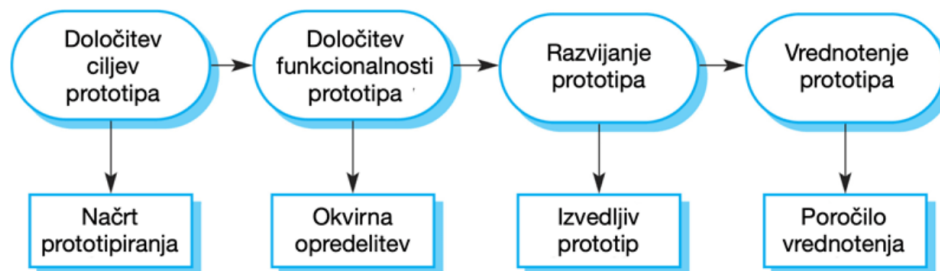 Določitev
ciljev
prototipa
Določitev
funkcionalnosti
prototipa
Razvijanje
prototipa
Vrednotenje
prototipa
Načrt
prototipiranja
Okvirna
opredelitev
Izvedljiv
prototip
Poročilo
vrednotenja